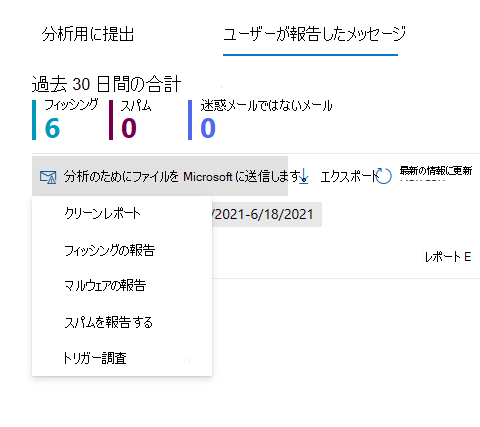 分析用に提出
ユーザーが報告したメッセージ
過去 30 日間の合計
フィッシング
6
スパム
0
迷惑メールではないメール
0
分析のためにファイルを Microsoft に送信します。
エクスポート
最新の情報に更新
クリーンレポート
/2021-6/18/2021
フィッシングの報告
レポート E
マルウェアの報告
スパムを報告する
トリガー調査